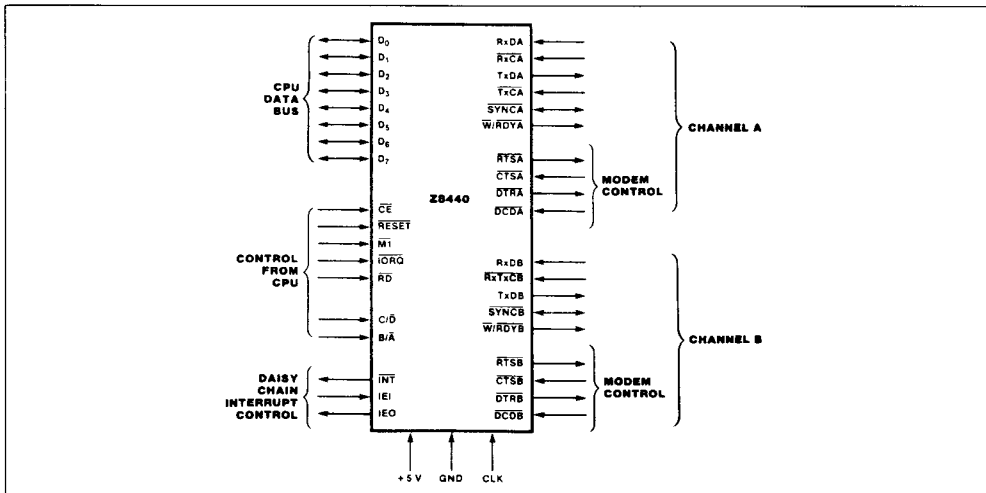 D0
D1
D2
D3
D4
D5
D6
D7
CPU
DATA
BUS
CE
RESET
M1
IORQ
RD
C/D
B/A
CONTROL
FROM
CPU
INT
IEI
IEO
DAISY
CHAIN
INTERRUPT
CONTROL
Z8440
RxDA
RxCA
TxDA
TxCA
SYNCA
W/RDYA
RTSA
CTSA
DTRA
DCDA
MODEM
CONTROL
CHANNEL A
RxDB
RxTxCB
TxDB
SYNCB
W/RDYB
RTSB
CTSB
DTRB
DCDB
MODEM
CONTROL
CHANNEL B
+5 V
GND
CLK